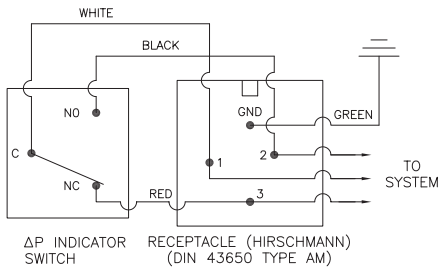 WHITE
BLACK
NO
GND
GREEN
C
1
2
NC
RED
3
TO
SYSTEM
ΔP INDICATOR
SWITCH
RECEPTACLE (HIRSCHMANN)
(DIN 43650 TYPE AM)